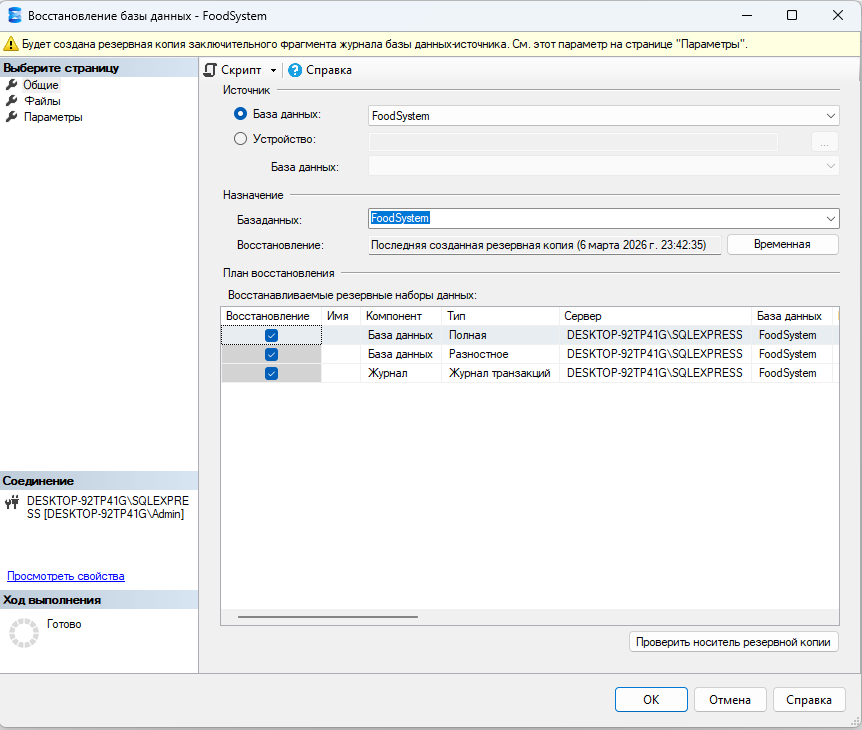 Восстановление базы данных - FoodSystem
Будет создана резервная копия заключительного фрагмента журнала базы данных-источника. См. этот параметр на странице "Параметры".
Выберите страницу
Общие
Файлы
Параметры
Скрипт
Справка
Источник
База данных: FoodSystem
Устройство: ...
База данных:
Назначение
Базаданных: FoodSystem
Восстановление: Последняя созданная резервная копия (6 марта 2026 г. 23:42:35) Временная
План восстановления
Восстанавливаемые резервные наборы данных:
Восстановление Имя Компонент Тип Сервер База данных
База данных Полная DESKTOP-92TP41G\SQLEXPRESS FoodSystem
База данных Разностное DESKTOP-92TP41G\SQLEXPRESS FoodSystem
Журнал Журнал транзакций DESKTOP-92TP41G\SQLEXPRESS FoodSystem
Соединение
DESKTOP-92TP41G\SQLEXPRE
SS [DESKTOP-92TP41G\Admin]
Просмотреть свойства
Ход выполнения
Готово
Проверить носитель резервной копии
ОК Отмена Справка